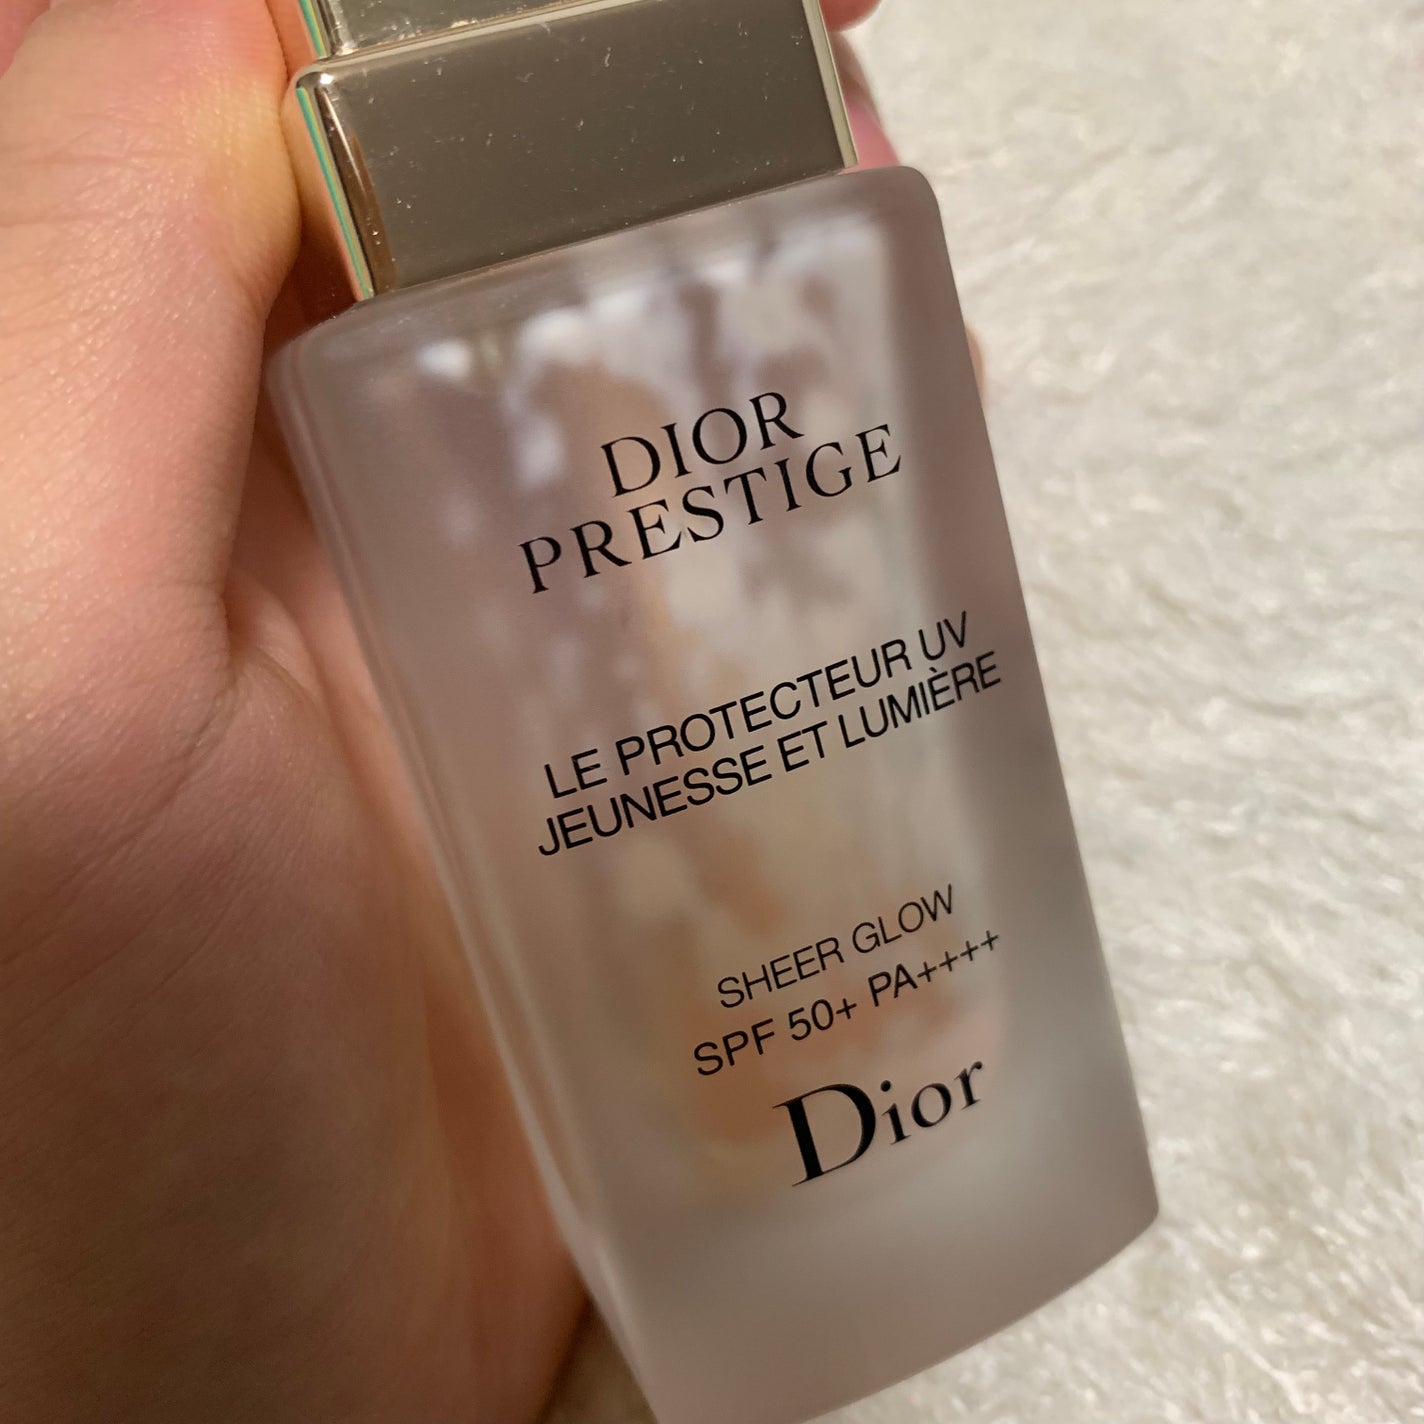 DIOR
PRESTIGE
LE PROTECTEUR UV
JEUNESSE ET LUMIÈRE
SHEER GLOW
SPF 50+ PA++++
Dior